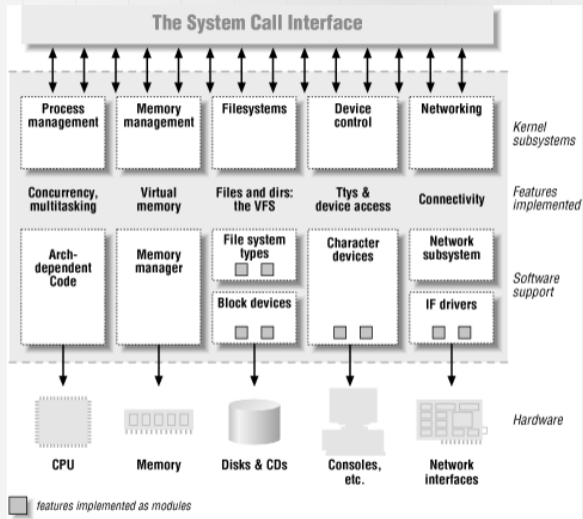 The System Call Interface
Process
management
Memory
management
Filesystems
Device
control
Networking
Kernel
subsystems
Concurrency,
multitasking
Virtual
memory
Files and dirs:
the VFS
Ttys &
device access
Connectivity
Features
implemented
Arch-
dependent
Code
Memory
manager
File system
types
Block devices
Character
devices
Network
subsystem
IF drivers
Software
support
Hardware
CPU
Memory
Disks & CDs
Consoles,
etc.
Network
interfaces
features implemented as modules